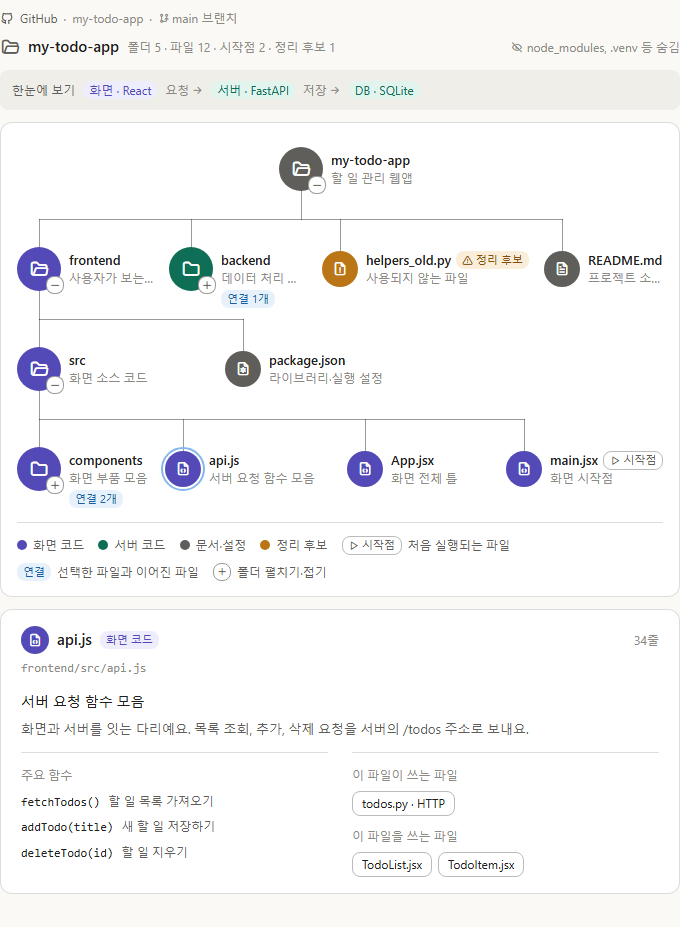 GitHub · my-todo-app · main 브랜치
my-todo-app 폴더 5 · 파일 12 · 시작점 2 · 정리 후보 1 node_modules, .venv 등 숨김
한눈에 보기 화면 · React 요청 → 서버 · FastAPI 저장 → DB · SQLite
my-todo-app
할 일 관리 웹앱
frontend
사용자가 보는...
backend
데이터 처리 ...
연결 1개
helpers_old.py 정리 후보
사용되지 않는 파일
README.md
프로젝트 소...
src
화면 소스 코드
package.json
라이브러리·실행 설정
components
화면 부품 모음
연결 2개
api.js
서버 요청 함수 모음
App.jsx
화면 전체 틀
main.jsx 시작점
화면 시작점
화면 코드 서버 코드 문서·설정 정리 후보 시작점 처음 실행되는 파일
연결 선택한 파일과 이어진 파일 폴더 펼치기·접기
api.js 화면 코드 34줄
frontend/src/api.js
서버 요청 함수 모음
화면과 서버를 잇는 다리예요. 목록 조회, 추가, 삭제 요청을 서버의 /todos 주소로 보내요.
주요 함수
fetchTodos() 할 일 목록 가져오기
addTodo(title) 새 할 일 저장하기
deleteTodo(id) 할 일 지우기
이 파일이 쓰는 파일
todos.py · HTTP
이 파일을 쓰는 파일
TodoList.jsx TodoItem.jsx